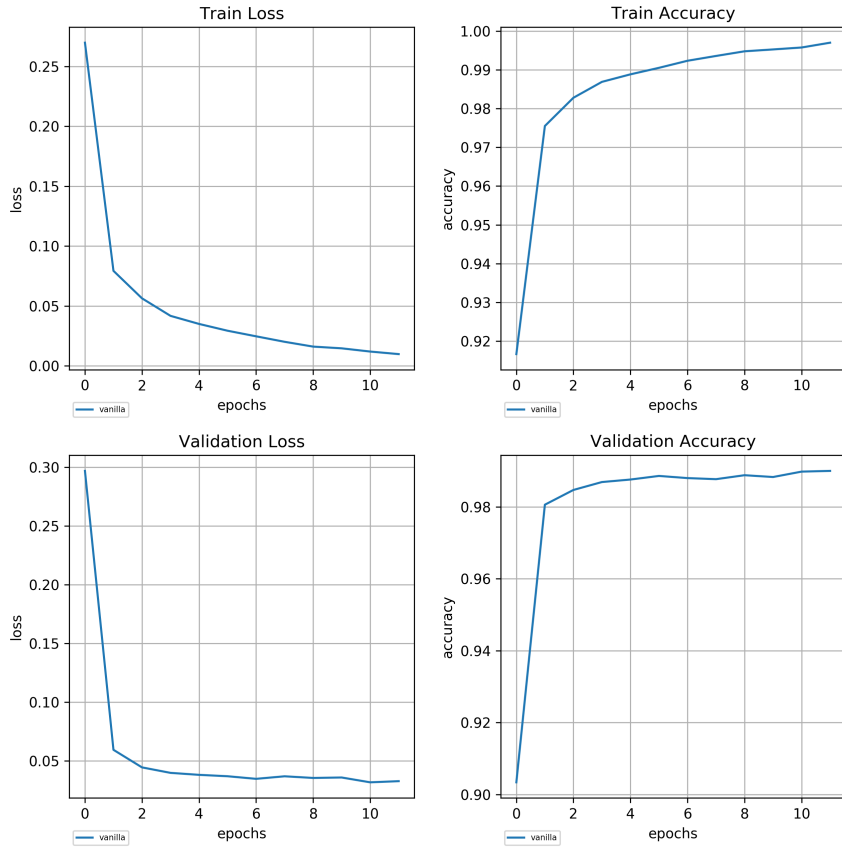 Train Loss
0.25
0.20
0.15
0.10
0.05
0.00
loss
0 2 4 6 8 10
epochs
vanilla
Train Accuracy
1.00
0.99
0.98
0.97
0.96
0.95
0.94
0.93
0.92
accuracy
0 2 4 6 8 10
epochs
vanilla
Validation Loss
0.30
0.25
0.20
0.15
0.10
0.05
loss
0 2 4 6 8 10
epochs
vanilla
Validation Accuracy
0.98
0.96
0.94
0.92
0.90
accuracy
0 2 4 6 8 10
epochs
vanilla